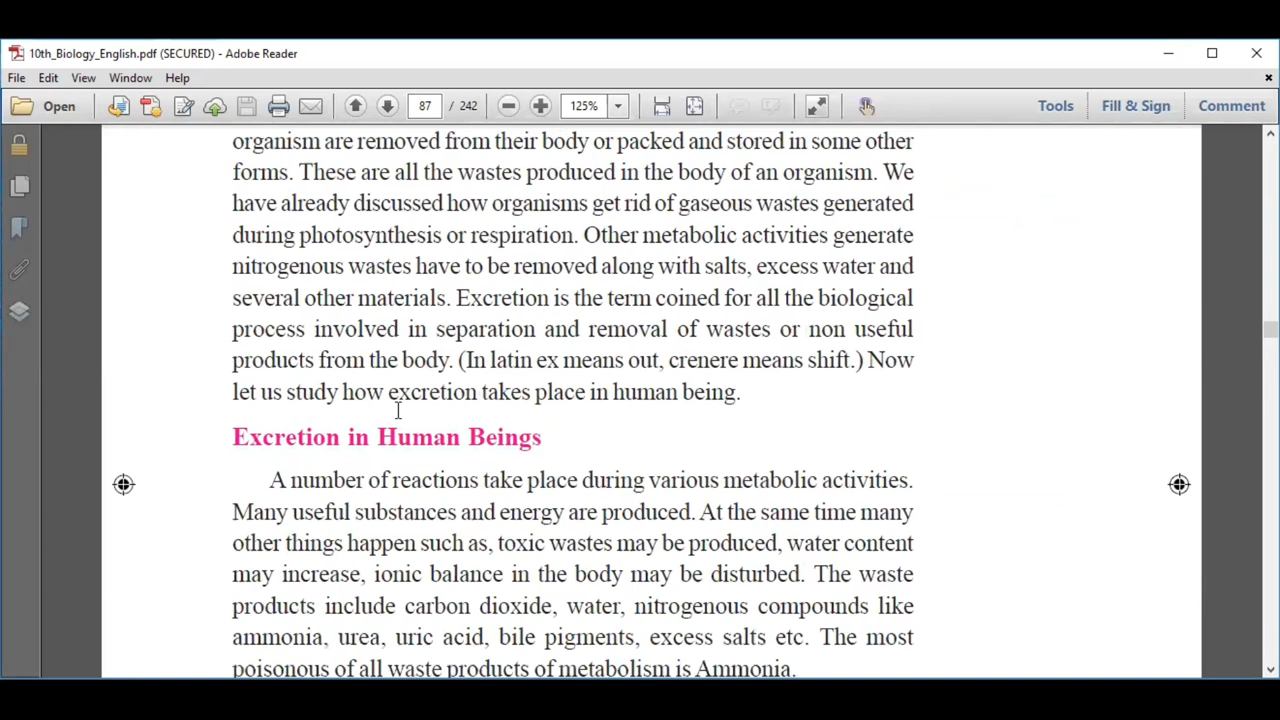 10th_Biology_English.pdf (SECURED) - Adobe Reader
File Edit View Window Help
Open 87 / 242 125% Tools Fill & Sign Comment
organism are removed from their body or packed and stored in some other
forms. These are all the wastes produced in the body of an organism. We
have already discussed how organisms get rid of gaseous wastes generated
during photosynthesis or respiration. Other metabolic activities generate
nitrogenous wastes have to be removed along with salts, excess water and
several other materials. Excretion is the term coined for all the biological
process involved in separation and removal of wastes or non useful
products from the body. (In latin ex means out, crenere means shift.) Now
let us study how excretion takes place in human being.
Excretion in Human Beings
A number of reactions take place during various metabolic activities.
Many useful substances and energy are produced. At the same time many
other things happen such as, toxic wastes may be produced, water content
may increase, ionic balance in the body may be disturbed. The waste
products include carbon dioxide, water, nitrogenous compounds like
ammonia, urea, uric acid, bile pigments, excess salts etc. The most
poisonous of all waste products of metabolism is Ammonia.